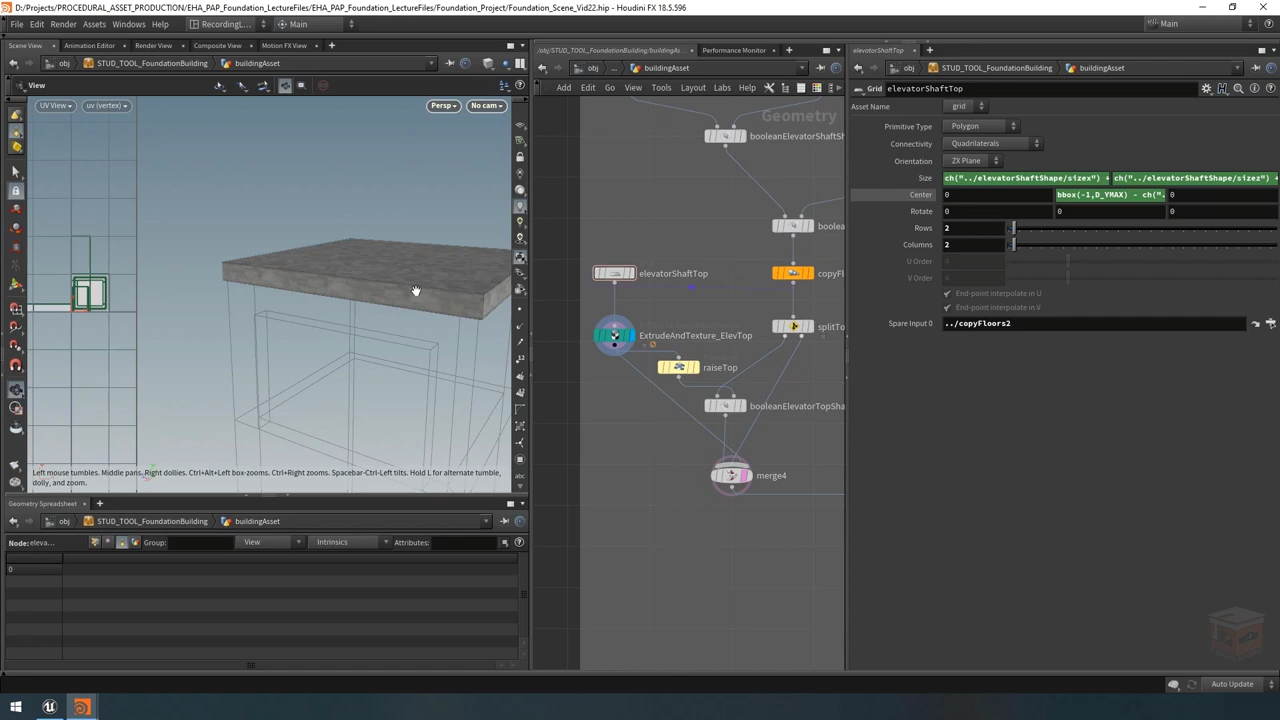 D:/Projects/PROCEDURAL_ASSET_PRODUCTION/EHA_PAP_Foundation_LectureFiles/EHA_PAP_Foundation_LectureFiles/Foundation_Project/Foundation_Scene_Vid22.hip - Houdini FX 18.5.596
File Edit Render Assets Windows Help RecordingL... Main Main
Scene View Animation Editor Render View Composite View Motion FX View
/obj/STUD_TOOL_FoundationBuilding/buildingAs... Performance Monitor
elevatorShaftTop
obj STUD_TOOL_FoundationBuilding buildingAsset
obj ... buildingAsset
obj STUD_TOOL_FoundationBuilding buildingAsset
View
Add Edit Go View Tools Layout Labs Help
Grid elevatorShaftTop
UV View uv (vertex) Persp No cam
Geometry
Asset Name grid
Primitive Type Polygon
booleanElevatorShaftSh
Connectivity Quadrilaterals
Orientation ZX Plane
Size ch("../elevatorShaftShape/sizex") + ch("../elevatorShaftShape/sizez") +
Center 0 bbox(-1,D_YMAX) - ch(". 0
Rotate 0 0 0
boolea
Rows 2
Columns 2
U Order 4
V Order 4
elevatorShaftTop copyFl
End-point interpolate in U
End-point interpolate in V
Spare Input 0 ../copyFloors2
splitTo
ExtrudeAndTexture_ElevTop
raiseTop
booleanElevatorTopSha
merge4
Left mouse tumbles. Middle pans. Right dollies. Ctrl+Alt+Left box-zooms. Ctrl+Right zooms. Spacebar-Ctrl-Left tilts. Hold L for alternate tumble,
dolly, and zoom.
Geometry Spreadsheet
obj STUD_TOOL_FoundationBuilding buildingAsset
Node: eleva... Group: View Intrinsics Attributes:
0
Auto Update